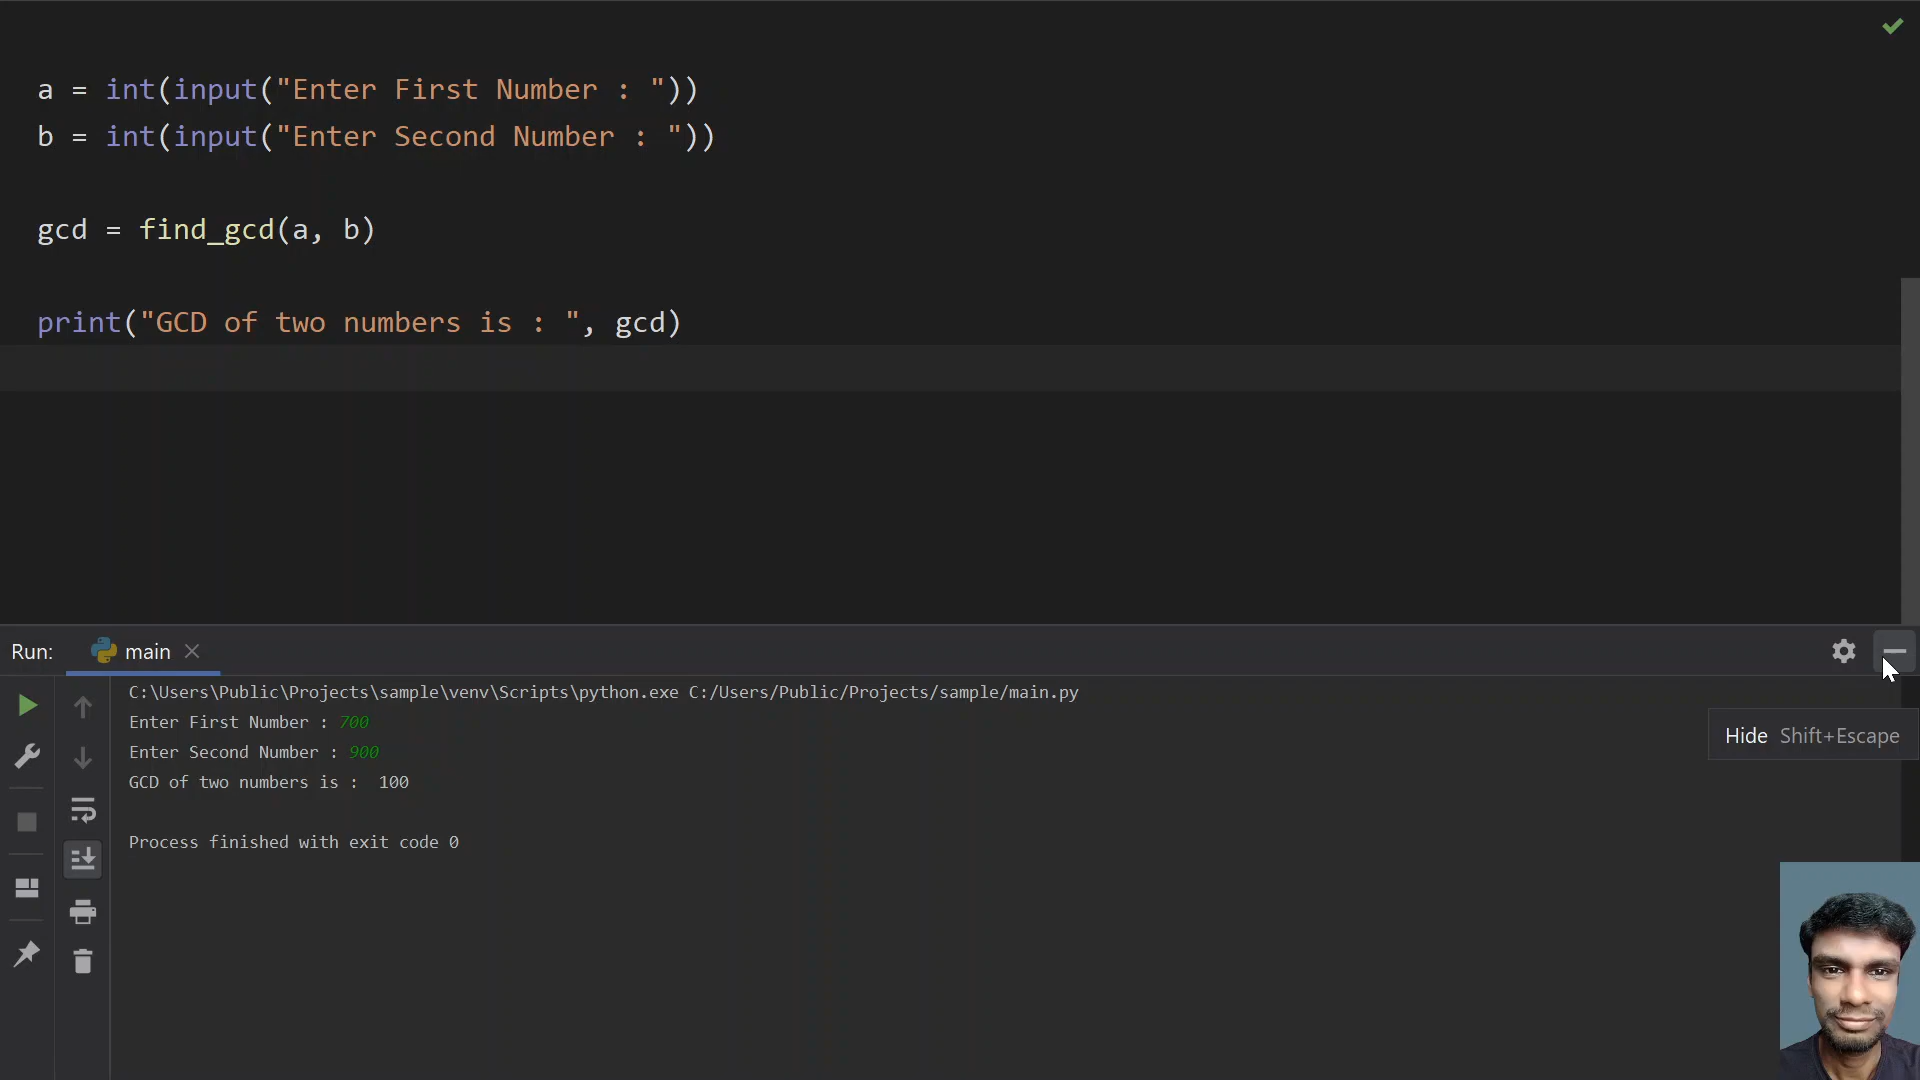 a = int(input("Enter First Number : "))
b = int(input("Enter Second Number : "))
gcd = find_gcd(a, b)
print("GCD of two numbers is : ", gcd)
Run: main
C:\Users\Public\Projects\sample\venv\Scripts\python.exe C:/Users/Public/Projects/sample/main.py
Enter First Number : 700
Enter Second Number : 900
GCD of two numbers is :  100
Process finished with exit code 0
Hide Shift+Escape